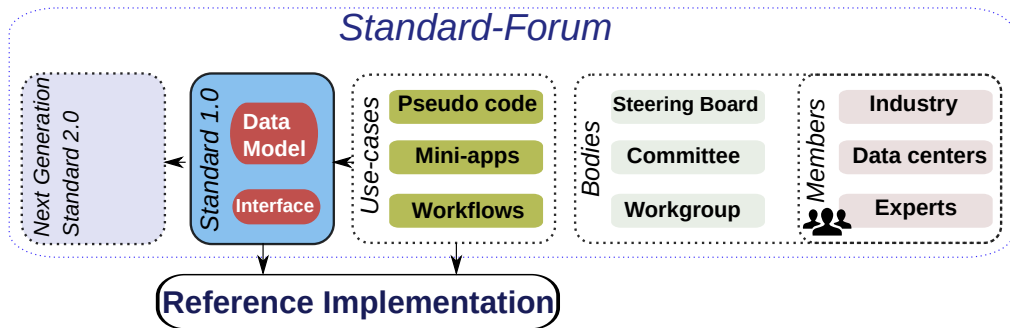 Standard-Forum
Next Generation
Standard 2.0
Standard 1.0
Data
Model
Interface
Use-cases
Pseudo code
Mini-apps
Workflows
Bodies
Steering Board
Committee
Workgroup
Members
Industry
Data centers
Experts
Reference Implementation